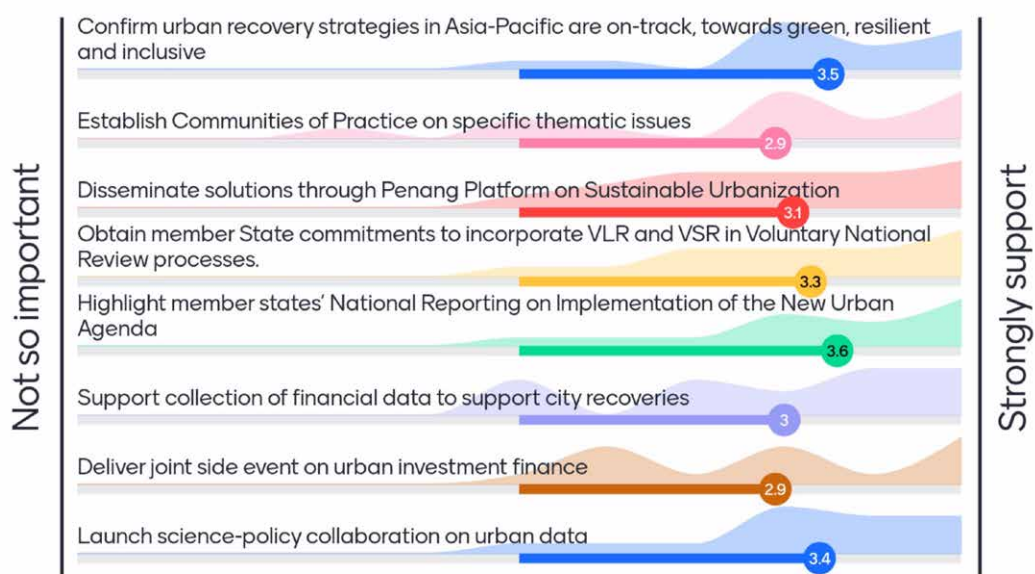 Not so important
Confirm urban recovery strategies in Asia-Pacific are on-track, towards green, resilient
and inclusive
3.5
Establish Communities of Practice on specific thematic issues
2.9
Disseminate solutions through Penang Platform on Sustainable Urbanization
3.1
Obtain member State commitments to incorporate VLR and VSR in Voluntary National
Review processes.
3.3
Highlight member states' National Reporting on Implementation of the New Urban
Agenda
3.6
Support collection of financial data to support city recoveries
3
Deliver joint side event on urban investment finance
2.9
Launch science-policy collaboration on urban data
3.4
Strongly support